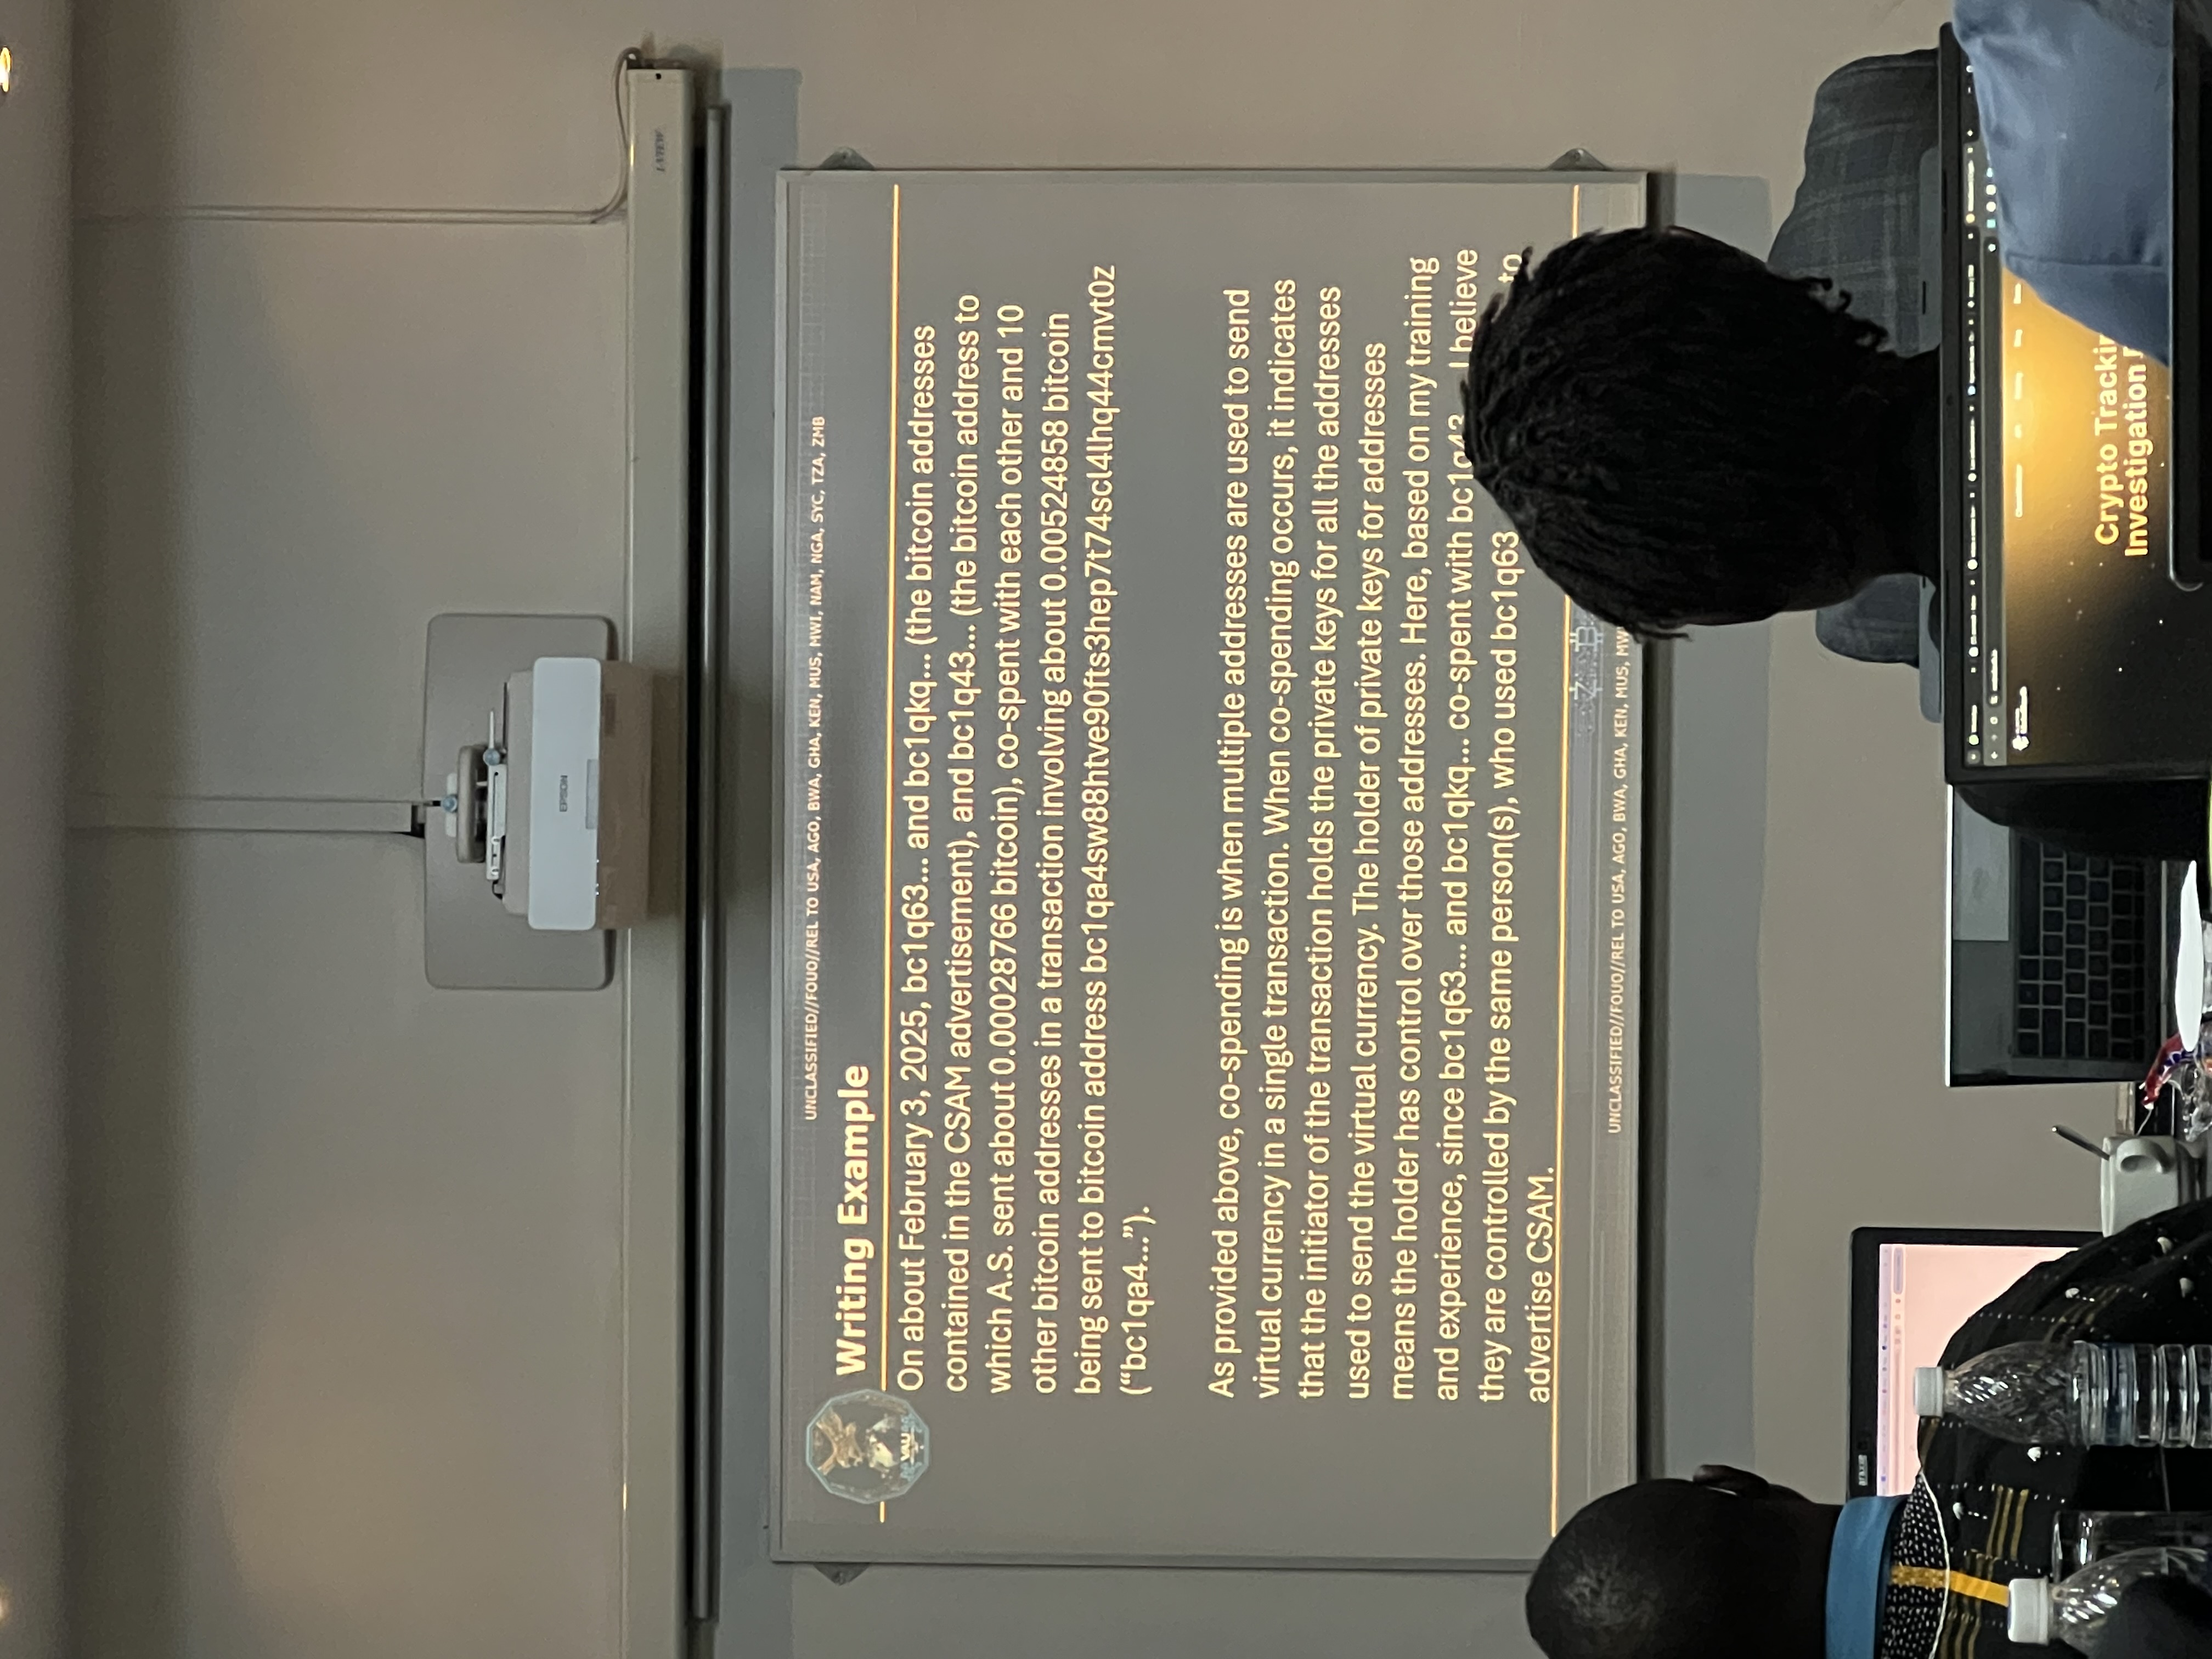 EPSON
I-VIEW
UNCLASSIFIED//FOUO//REL TO USA, AGO, BWA, GHA, KEN, MUS, MWI, NAM, NGA, SYC, TZA, ZMB
VAU
Writing Example
On about February 3, 2025, bc1q63... and bc1qkq... (the bitcoin addresses
contained in the CSAM advertisement), and bc1q43... (the bitcoin address to
which A.S. sent about 0.00028766 bitcoin), co-spent with each other and 10
other bitcoin addresses in a transaction involving about 0.00524858 bitcoin
being sent to bitcoin address bc1qa4sw88htve90fts3hep7t74scl4lhq44cmvt0z
(“bc1qa4...”).
As provided above, co-spending is when multiple addresses are used to send
virtual currency in a single transaction. When co-spending occurs, it indicates
that the initiator of the transaction holds the private keys for all the addresses
used to send the virtual currency. The holder of private keys for addresses
means the holder has control over those addresses. Here, based on my training
and experience, since bc1q63... and bc1qkq... co-spent with bc1q43... I believe
they are controlled by the same person(s), who used bc1q63 to
advertise CSAM.
UNCLASSIFIED//FOUO//REL TO USA, AGO, BWA, GHA, KEN, MUS, MW
Crypto
Investigation